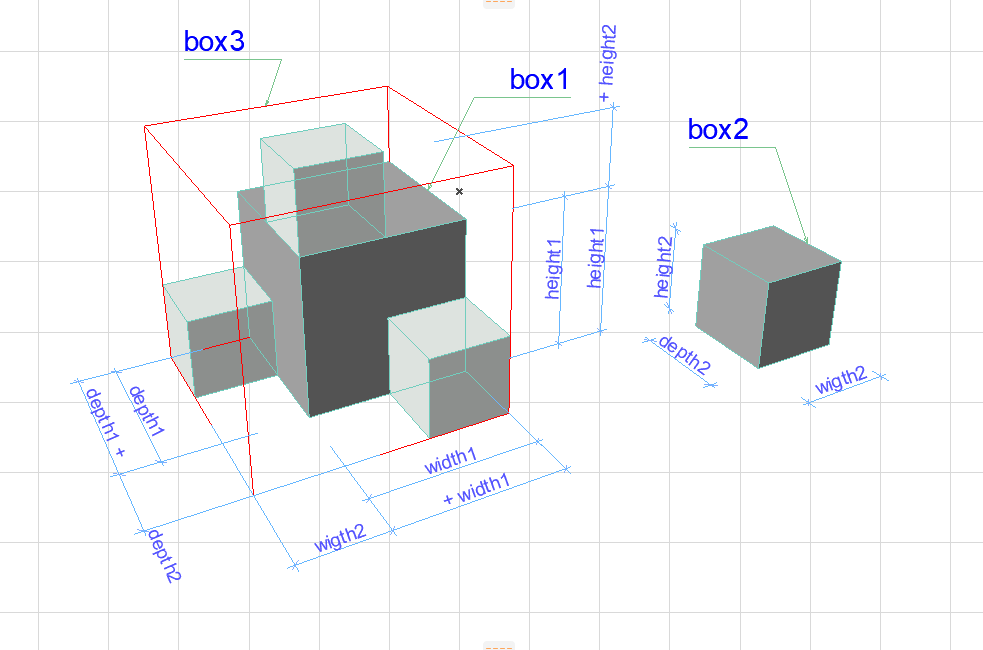 box3
box1
+ height2
box2
height1
height1
height2
depth2
wigth2
depth1 +
depth1
width1
+ width1
wigth2
depth2